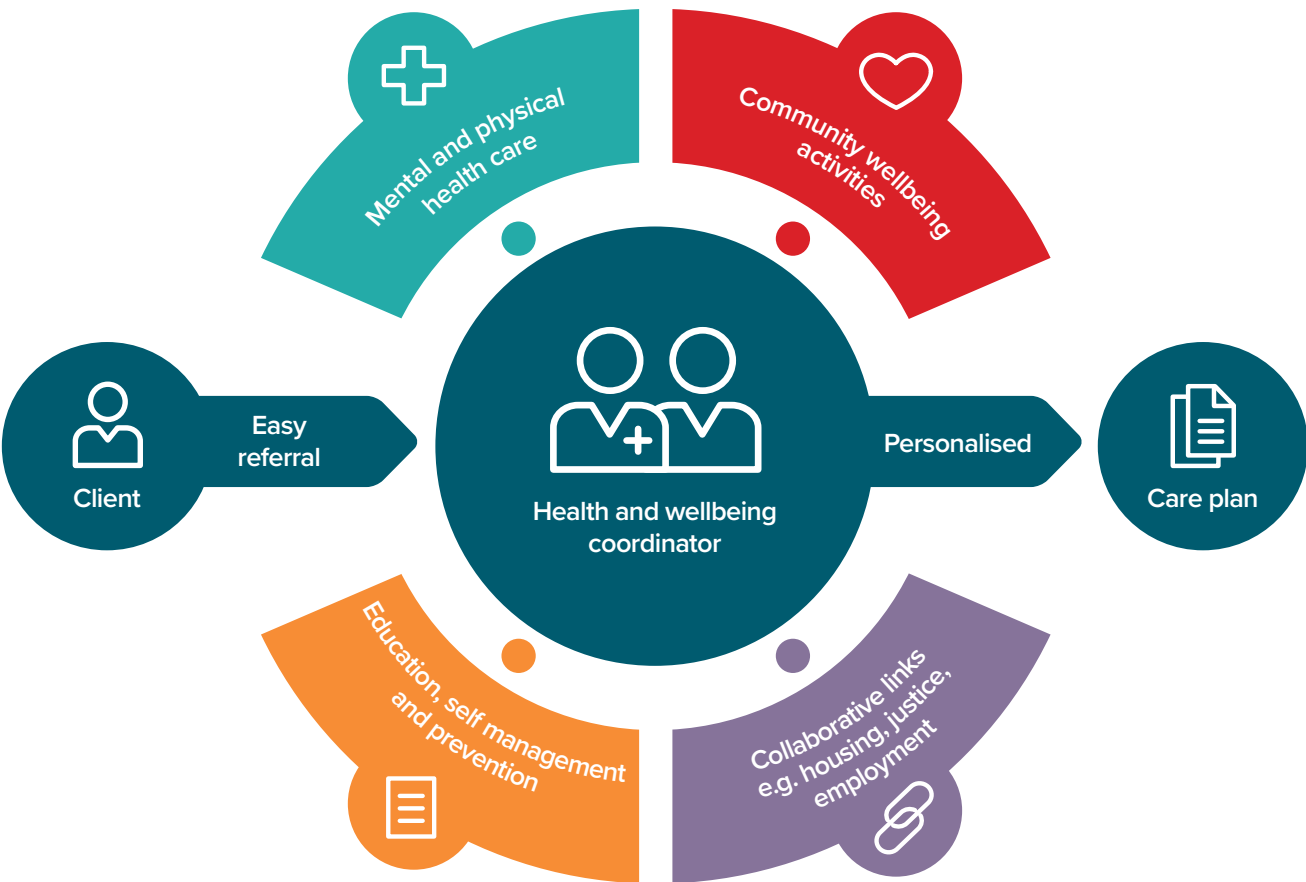 Mental and physical
health care
Community wellbeing
activities
Client
Easy
referral
Health and wellbeing
coordinator
Personalised
Care plan
Education, self management
and prevention
Collaborative links
e.g. housing, justice,
employment